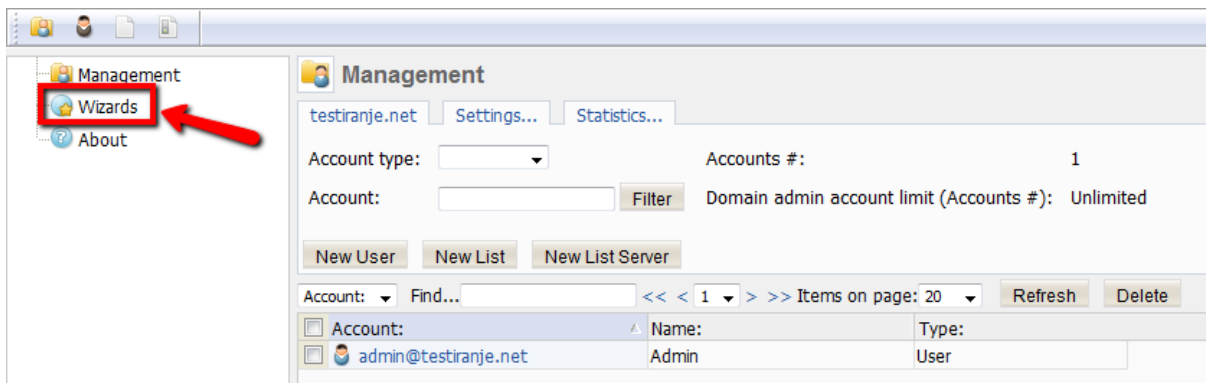 Management
Wizards
About
Management
testiranje.net Settings... Statistics...
Account type: Accounts #: 1
Account: Filter Domain admin account limit (Accounts #): Unlimited
New User New List New List Server
Account: Find... << < 1 > >> Items on page: 20 Refresh Delete
Account: Name: Type:
admin@testiranje.net Admin User